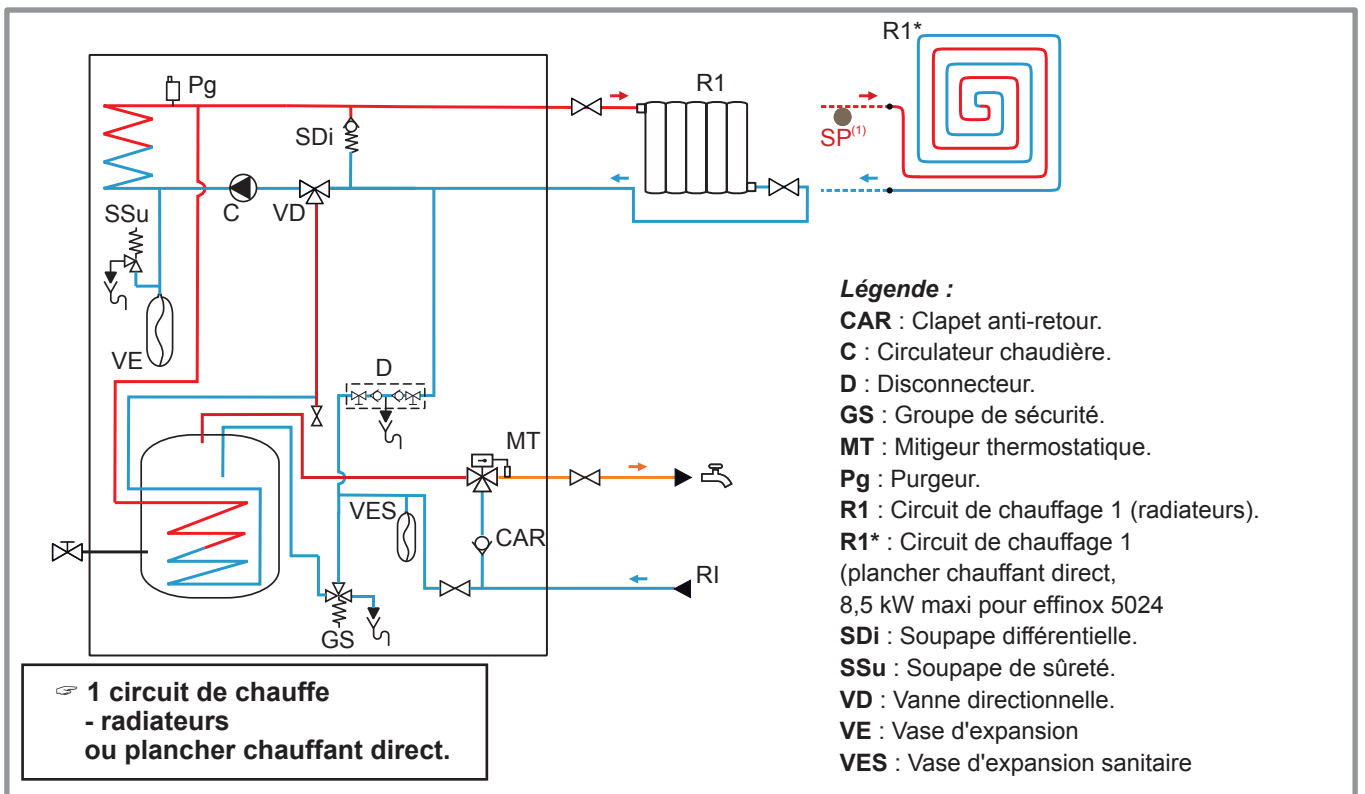 R1*
Pg
R1
SDi
SP(1)
SSu
C
VD
VE
D
MT
VES
CAR
RI
GS
☞ 1 circuit de chauffe
- radiateurs
ou plancher chauffant direct.
Légende :
CAR : Clapet anti-retour.
C : Circulateur chaudière.
D : Disconnecteur.
GS : Groupe de sécurité.
MT : Mitigeur thermostatique.
Pg : Purgeur.
R1 : Circuit de chauffage 1 (radiateurs).
R1* : Circuit de chauffage 1
(plancher chauffant direct,
8,5 kW maxi pour effinox 5024
SDi : Soupape différentielle.
SSu : Soupape de sûreté.
VD : Vanne directionnelle.
VE : Vase d'expansion
VES : Vase d'expansion sanitaire